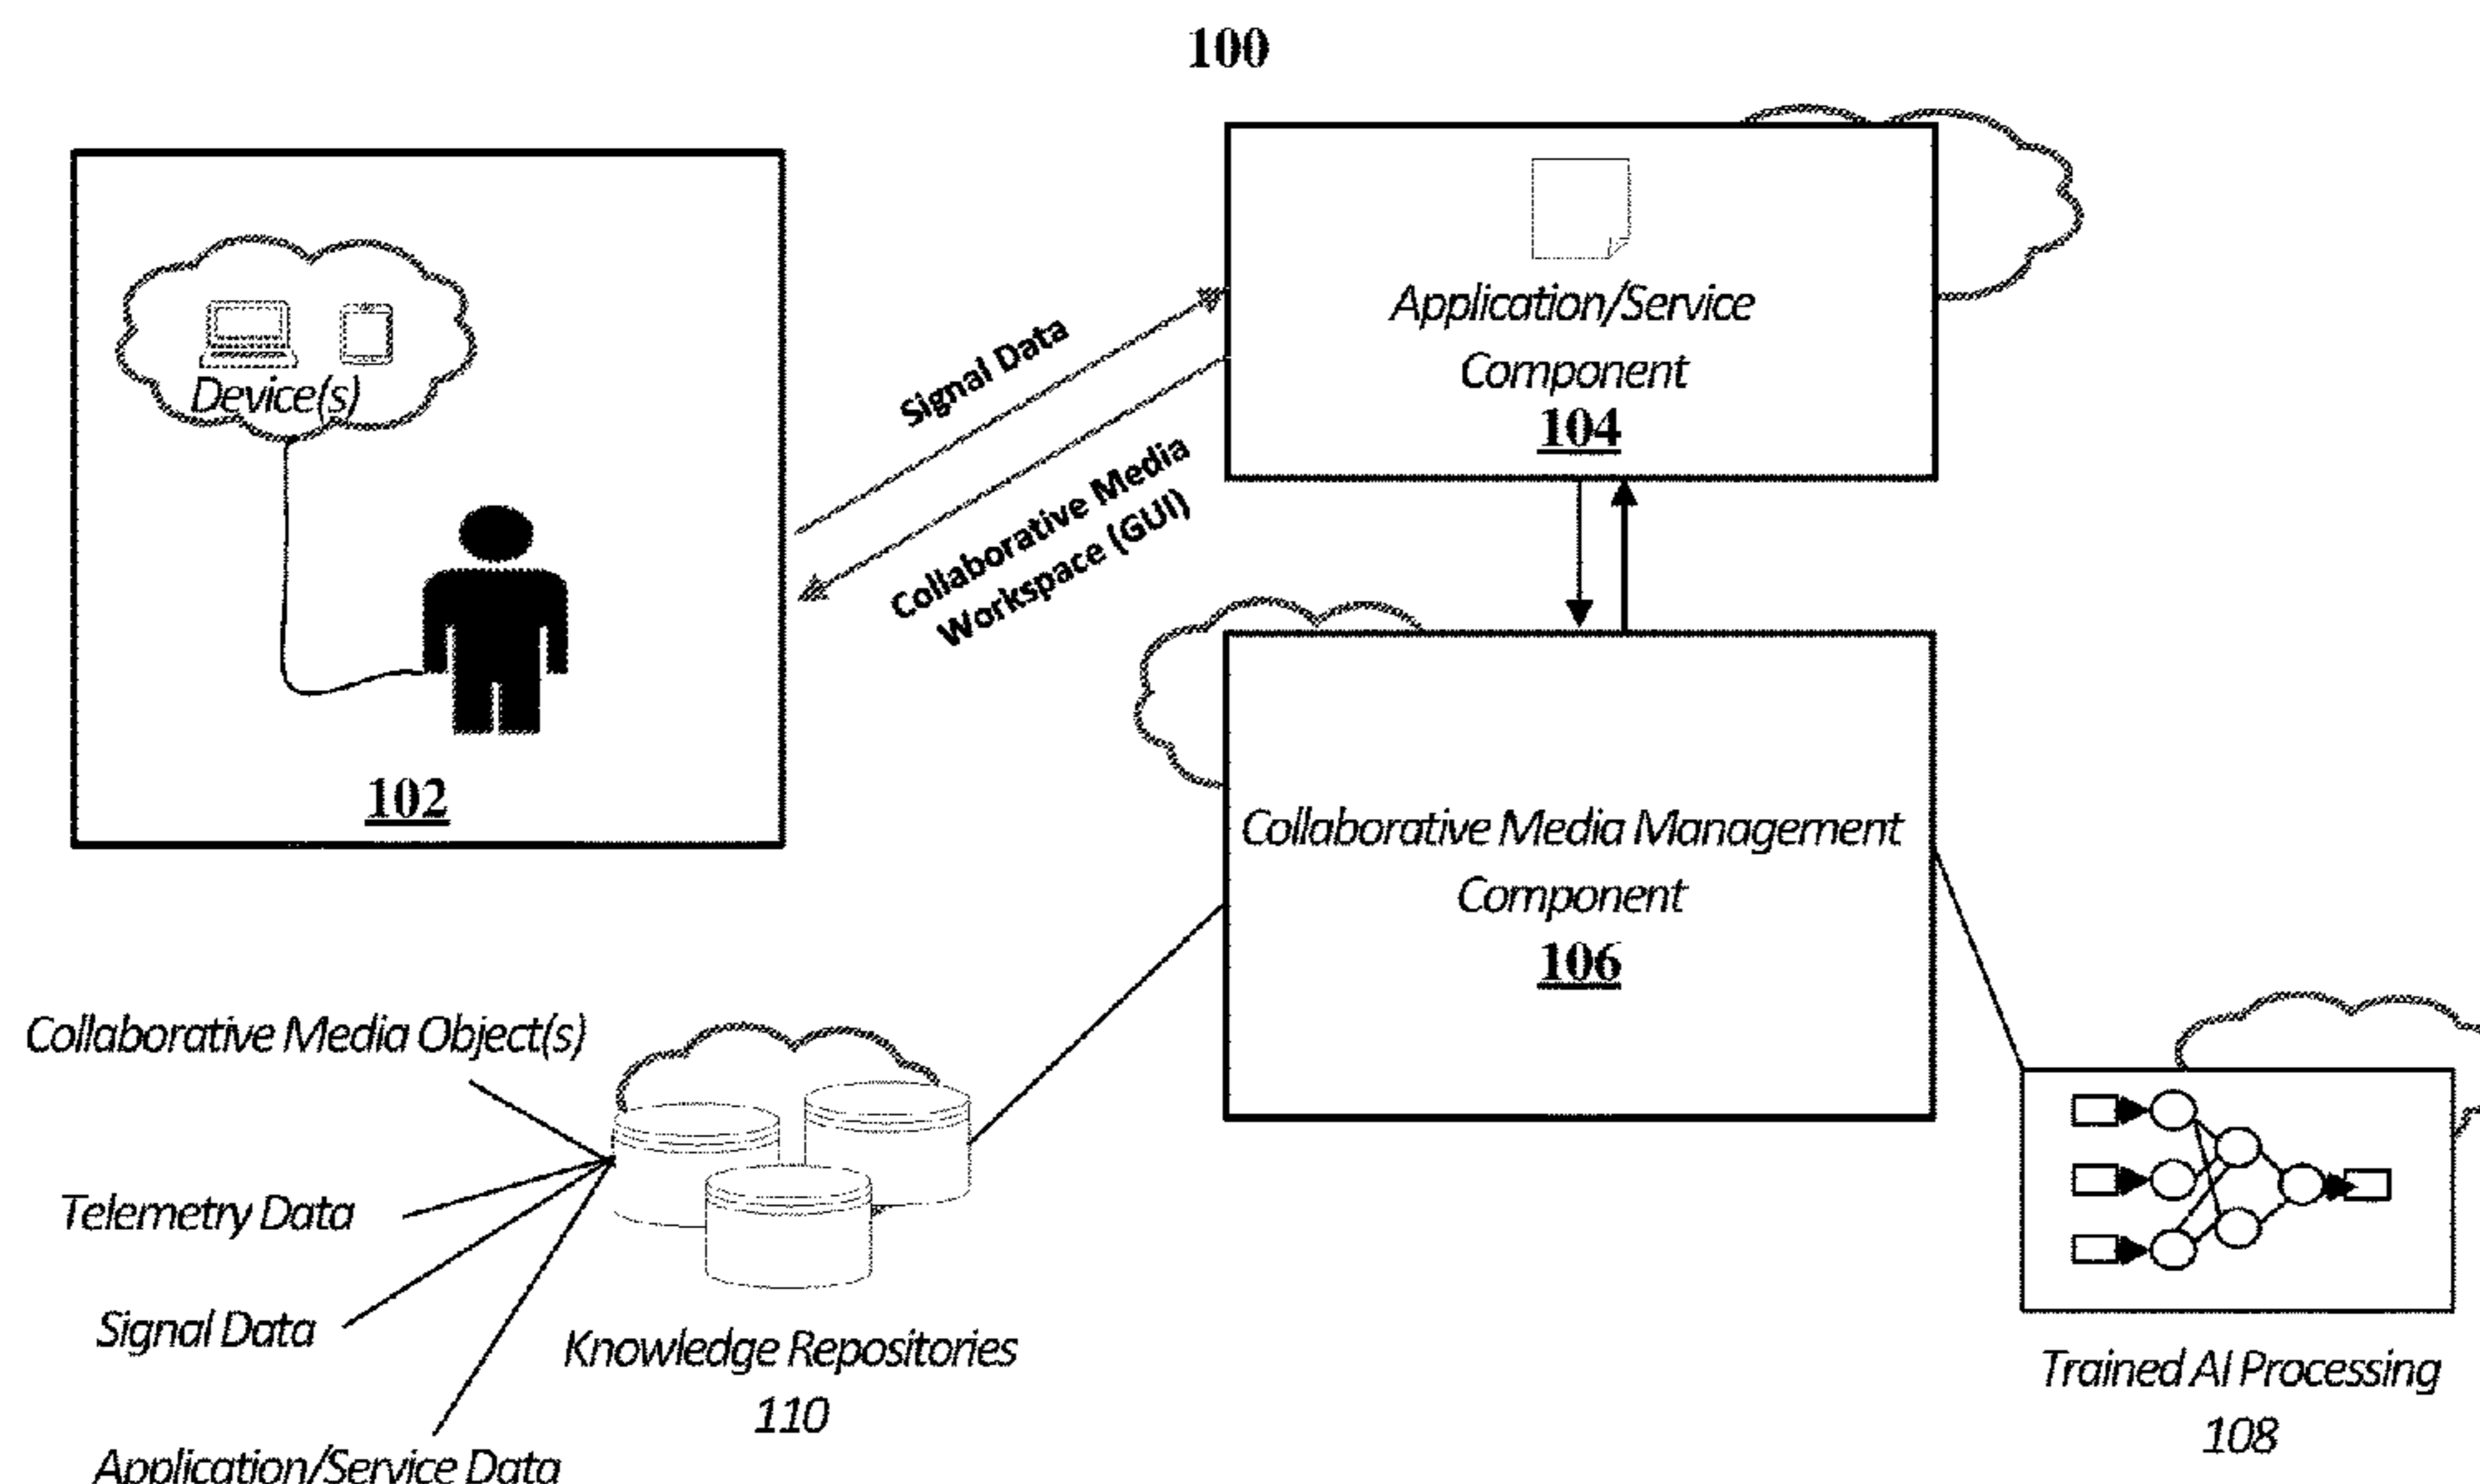 100
Device(s)
102
Signal Data
Collaborative Media
Workspace (GUI)
Application/Service
Component
104
Collaborative Media Management
Component
106
Collaborative Media Object(s)
Telemetry Data
Signal Data
Application/Service Data
Knowledge Repositories
110
Trained AI Processing
108